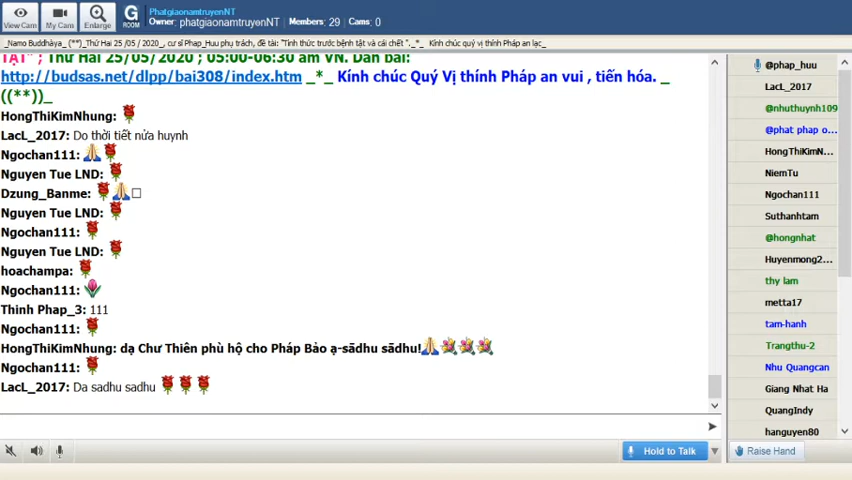 PhatgiaonamtruyenNT
Owner: phatgiaonamtruyenNT Members: 29 Cams: 0
View Cam
My Cam
Enlarge
G
ROOM
_Namo Buddhàya_ (**)_Thứ Hai 25 /05 / 2020_, cư sĩ Phap_Huu phụ trách, đề tài: "Tỉnh thức trước bệnh tật và cái chết "._*_ Kính chúc quý vị thính Pháp an lạc_
TẬT" ; Thứ Hai 25/05/2020 ; 05:00-06:30 am VN. Dàn bài:
http://budsas.net/dlpp/bai308/index.htm _*_ Kính chúc Quý Vị thính Pháp an vui , tiến hóa. _
((**))_
HongThiKimNhung:
LacL_2017: Do thời tiết nửa huynh
Ngochan111:
Nguyen Tue LND:
Dzung_Banme:
Nguyen Tue LND:
Ngochan111:
Nguyen Tue LND:
hoachampa:
Ngochan111:
Thinh Phap_3: 111
Ngochan111:
HongThiKimNhung: dạ Chư Thiên phù hộ cho Pháp Bảo ạ-sādhu sādhu!
Ngochan111:
LacL_2017: Da sadhu sadhu
Hold to Talk
@phap_huu
LacL_2017
@nhuthuynh109
@phat phap o...
HongThiKimN...
NiemTu
Ngochan111
Suthanhtam
@hongnhat
Huyenmong2...
thy lam
metta17
tam-hanh
Trangthu-2
Nhu Quangcan
Giang Nhat Ha
QuangIndy
hanguyen80
Raise Hand